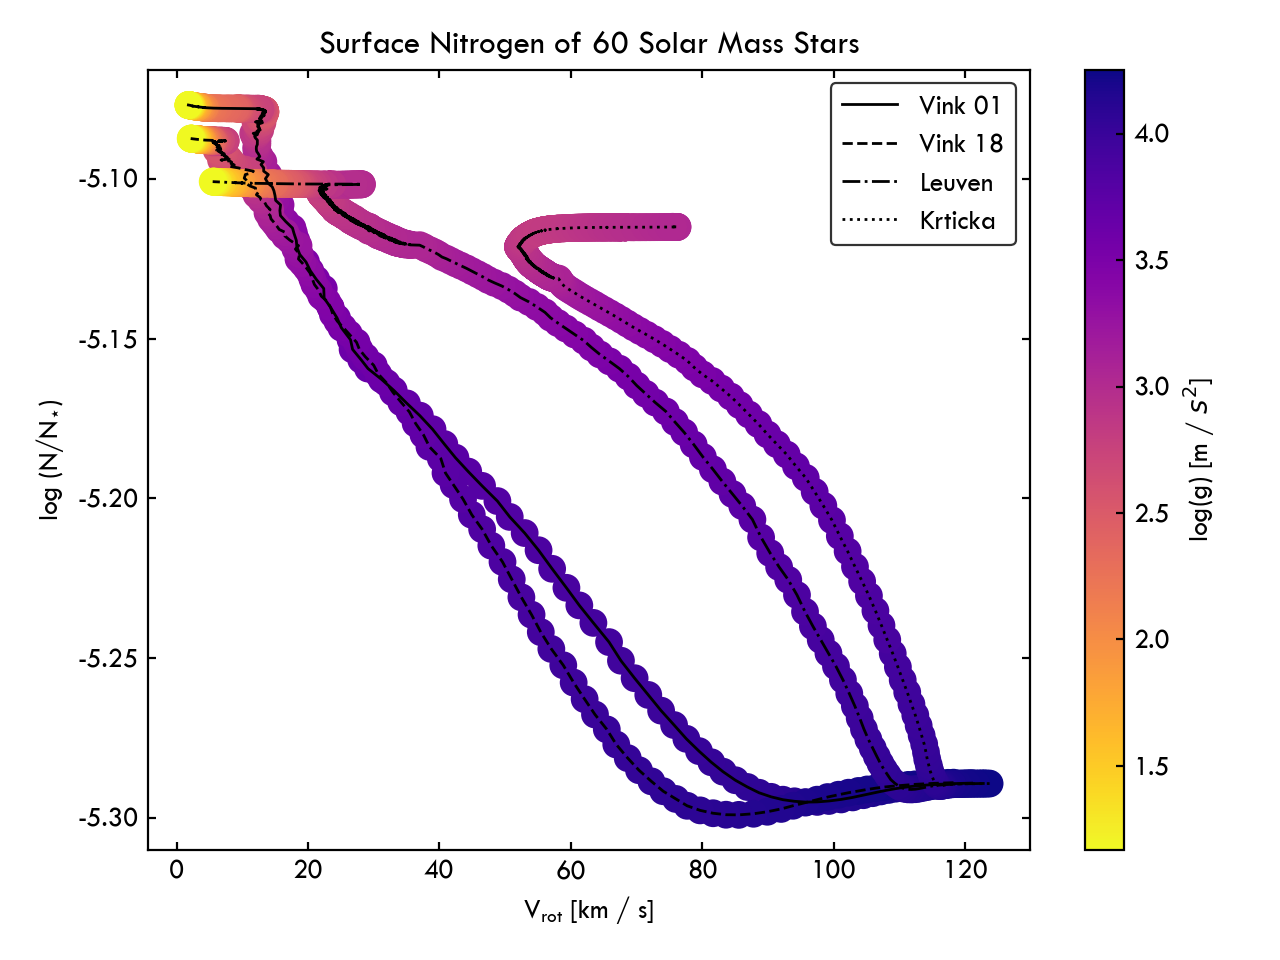 Surface Nitrogen of 60 Solar Mass Stars
Vink 01
Vink 18
Leuven
Krticka
-5.10
-5.15
-5.20
-5.25
-5.30
log (N/N⋆)
0 20 40 60 80 100 120
V_rot [km / s]
4.0
3.5
3.0
2.5
2.0
1.5
log(g) [m / s²]